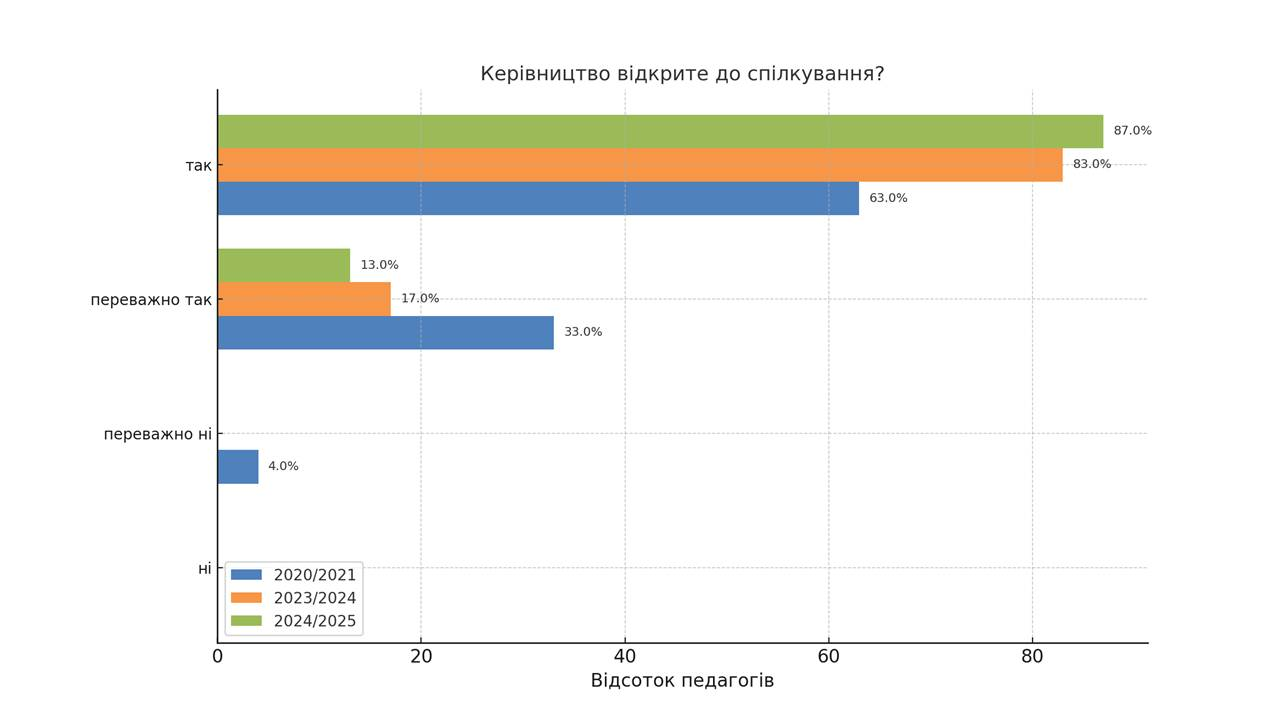 Керівництво відкрите до спілкування?
87.0%
так
83.0%
63.0%
13.0%
переважно так
17.0%
33.0%
переважно ні
4.0%
ні
2020/2021
2023/2024
2024/2025
0 20 40 60 80
Відсоток педагогів